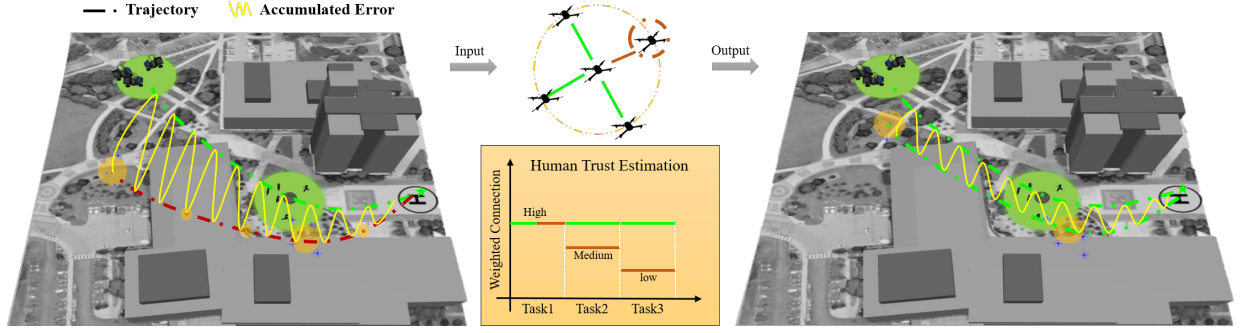 Trajectory
Accumulated Error
Input
Output
H
Human Trust Estimation
Weighted Connection
High
Medium
low
Task1
Task2
Task3
H